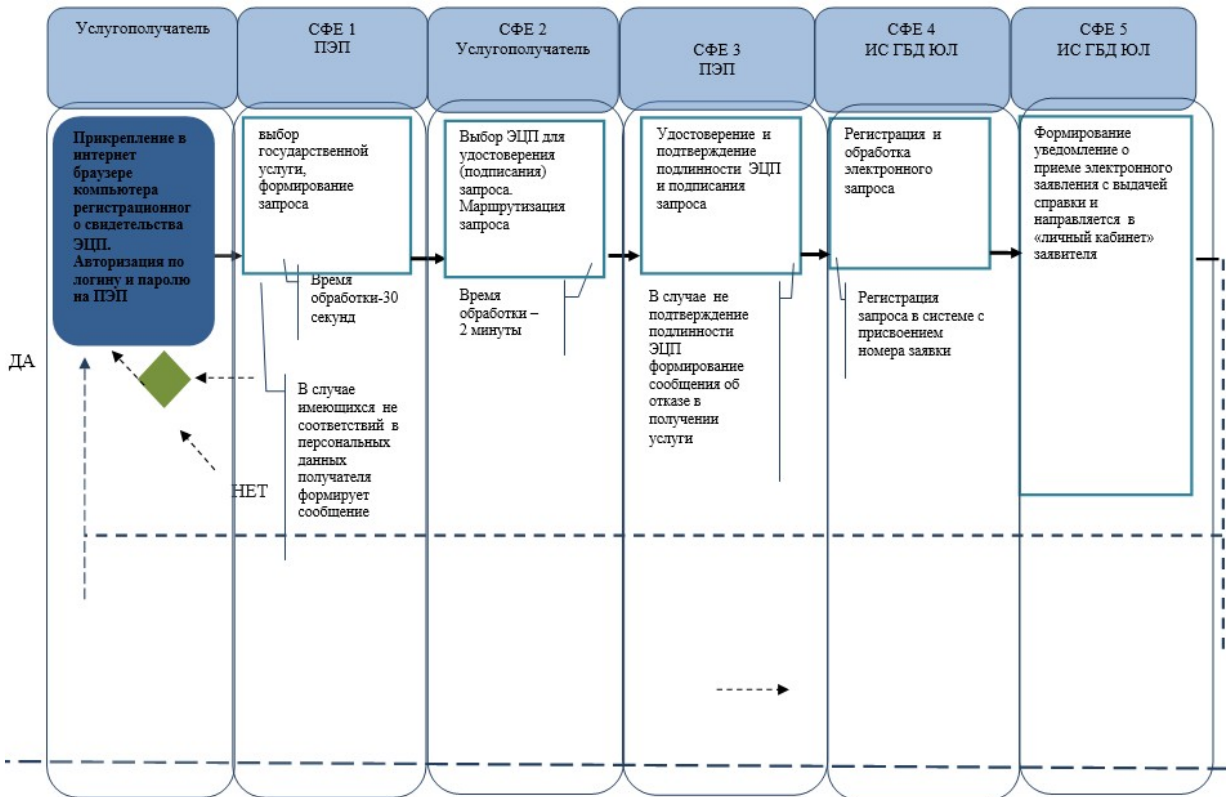 Услугополучатель
СФЕ 1
ПЭП
СФЕ 2
Услугополучатель
СФЕ 3
ПЭП
СФЕ 4
ИС ГБД ЮЛ
СФЕ 5
ИС ГБД ЮЛ
Прикрепление в
интернет
браузере
компьютера
регистрационног
о свидетельства
ЭЦП.
Авторизация по
логину и паролю
на ПЭП
выбор
государственной
услуги,
формирование
запроса
Выбор ЭЦП для
удостоверения
(подписания)
запроса.
Маршрутизация
запроса
Удостоверение и
подтверждение
подлинности ЭЦП
и подписания
запроса
Регистрация и
обработка
электронного
запроса
Формирование
уведомление о
приеме электронного
заявления с выдачей
справки и
направляется в
«личный кабинет»
заявителя
Время
обработки-30
секунд
Время
обработки –
2 минуты
В случае не
подтверждение
подлинности
ЭЦП
формирование
сообщения об
отказе в
получении
услуги
Регистрация
запроса в системе с
присвоением
номера заявки
ДА
В случае
имеющихся не
соответствий в
персональных
данных
получателя
формирует
сообщение
НЕТ